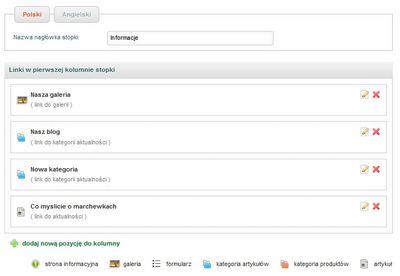 Polski
Angielski
Nazwa nagłówka stopki:
Informacje
Linki w pierwszej kolumnie stopki
Nasza galeria
( link do galerii )
Nasz blog
( link do kategorii aktualności )
Nowa kategoria
( link do kategorii aktualności )
Co myslicie o marchewkach
( link do aktualności )
dodaj nową pozycję do kolumny
strona informacyjna galeria formularz kategoria artykułów kategoria produktów artykuł